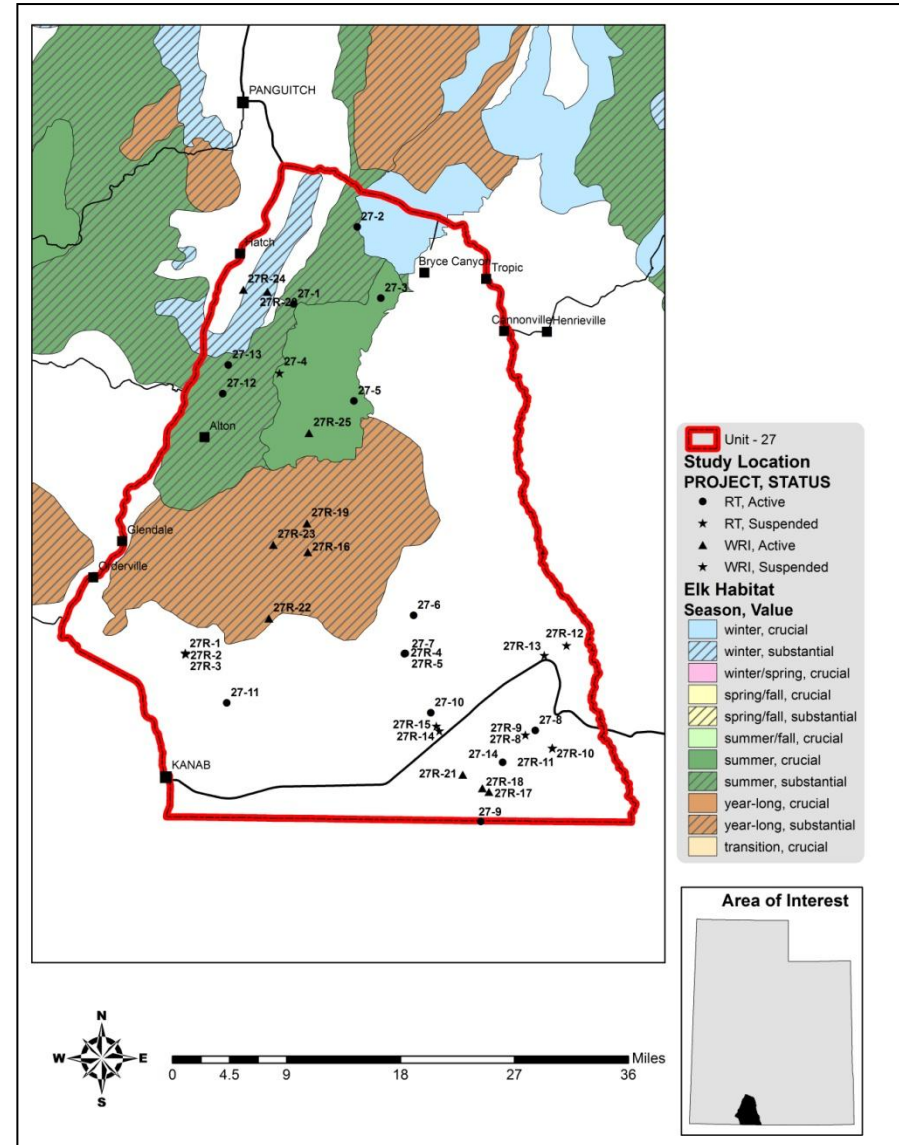 PANGUITCH
27-2
Hatch
Bryce Canyon
Tropic
27R-24
27R-26
27-1
27-3
Cannonville
Henrieville
27-13
27-4
27-12
27-5
Alton
27R-25
27R-19
Glendale
27R-23
27R-16
Orderville
27R-22
27-6
27R-1
27R-2
27R-3
27-7
27R-4
27R-5
27R-12
27R-13
27-11
27-10
27R-15
27R-14
27R-9
27R-8
27-8
27R-10
27R-11
27-14
KANAB
27R-21
27R-18
27R-17
27-9
Unit - 27
Study Location
PROJECT, STATUS
RT, Active
RT, Suspended
WRI, Active
WRI, Suspended
Elk Habitat
Season, Value
winter, crucial
winter, substantial
winter/spring, crucial
spring/fall, crucial
spring/fall, substantial
summer/fall, crucial
summer, crucial
summer, substantial
year-long, crucial
year-long, substantial
transition, crucial
Area of Interest
N
W E
S
Miles
0 4.5 9 18 27 36